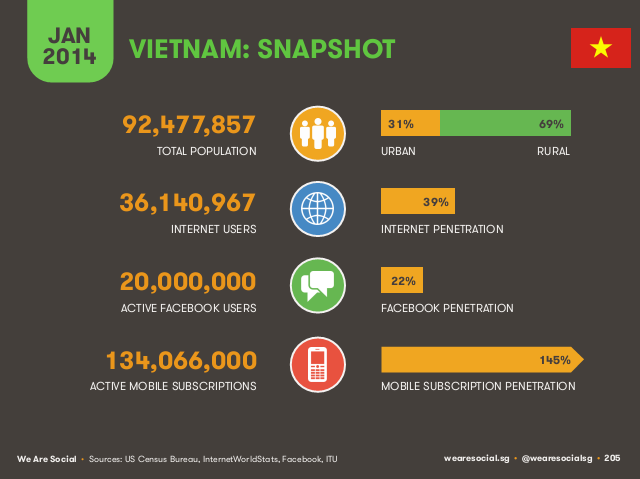 JAN
2014
VIETNAM: SNAPSHOT
92,477,857
TOTAL POPULATION
31%
69%
URBAN
RURAL
36,140,967
INTERNET USERS
39%
INTERNET PENETRATION
20,000,000
ACTIVE FACEBOOK USERS
22%
FACEBOOK PENETRATION
134,066,000
ACTIVE MOBILE SUBSCRIPTIONS
145%
MOBILE SUBSCRIPTION PENETRATION
We Are Social • Sources: US Census Bureau, InternetWorldStats, Facebook, ITU
wearesocial.sg • @wearesocialsg • 205